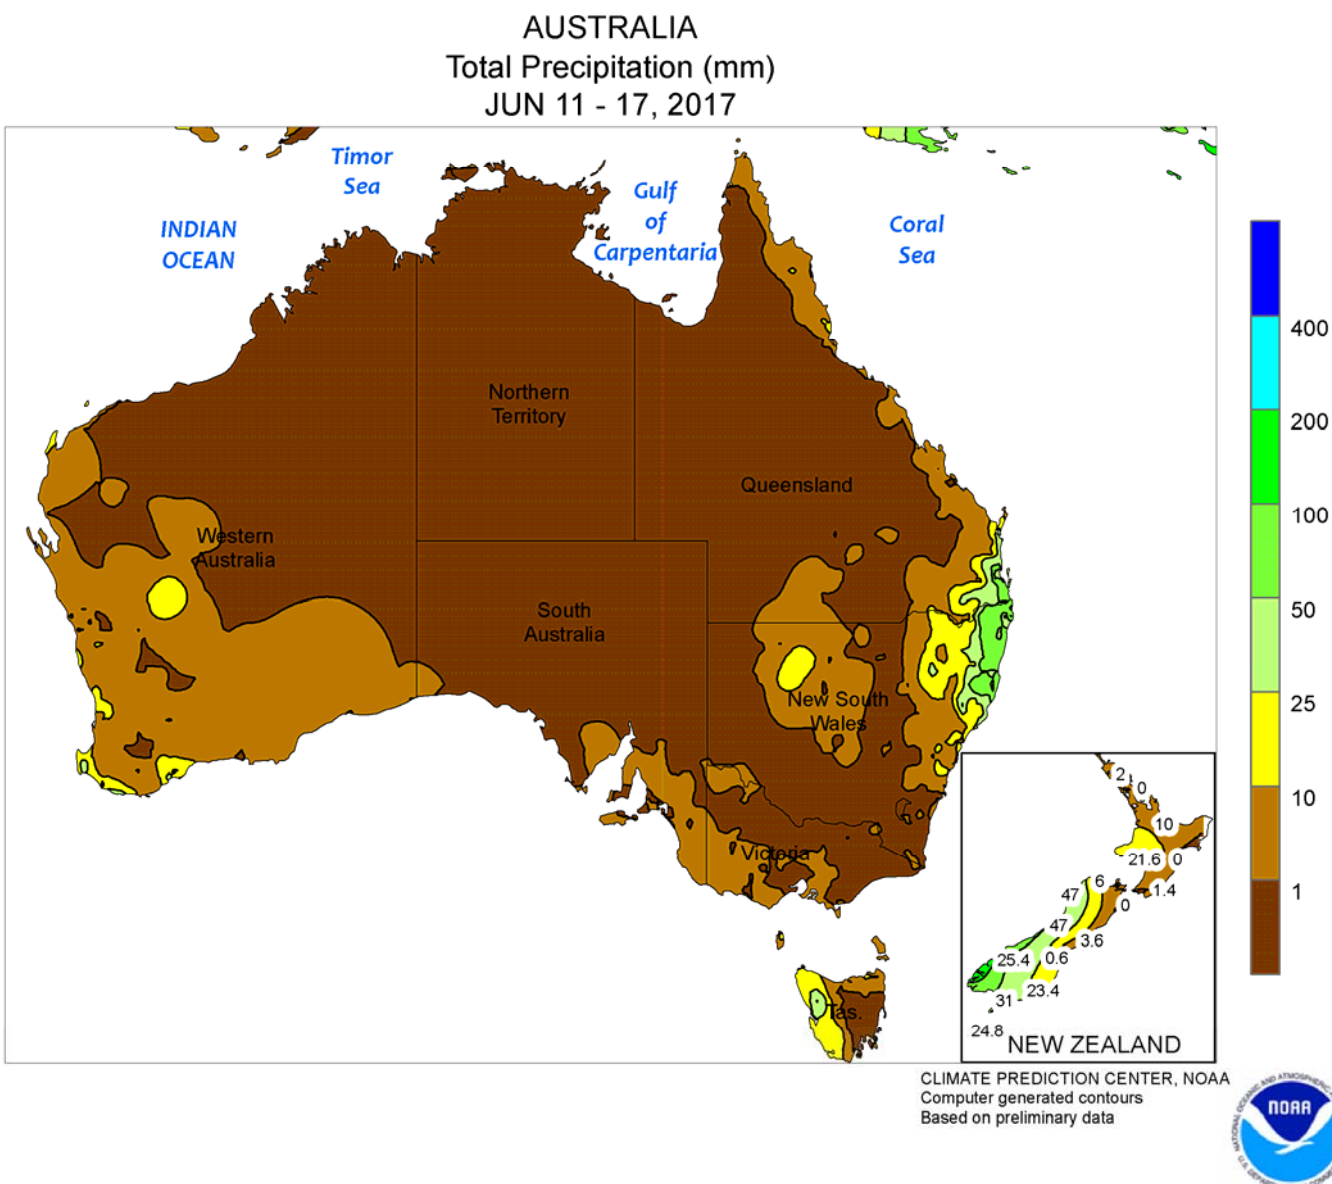 AUSTRALIA
Total Precipitation (mm)
JUN 11 - 17, 2017
Timor
Sea
INDIAN
OCEAN
Gulf
of
Carpentaria
Coral
Sea
Northern
Territory
Queensland
Western
Australia
South
Australia
New South
Wales
Victoria
Tas.
400
200
100
50
25
10
1
2
0
10
21.6
0
6
1.4
47
0
47
3.6
25.4
0.6
23.4
31
24.8
NEW ZEALAND
CLIMATE PREDICTION CENTER, NOAA
Computer generated contours
Based on preliminary data
NOAA